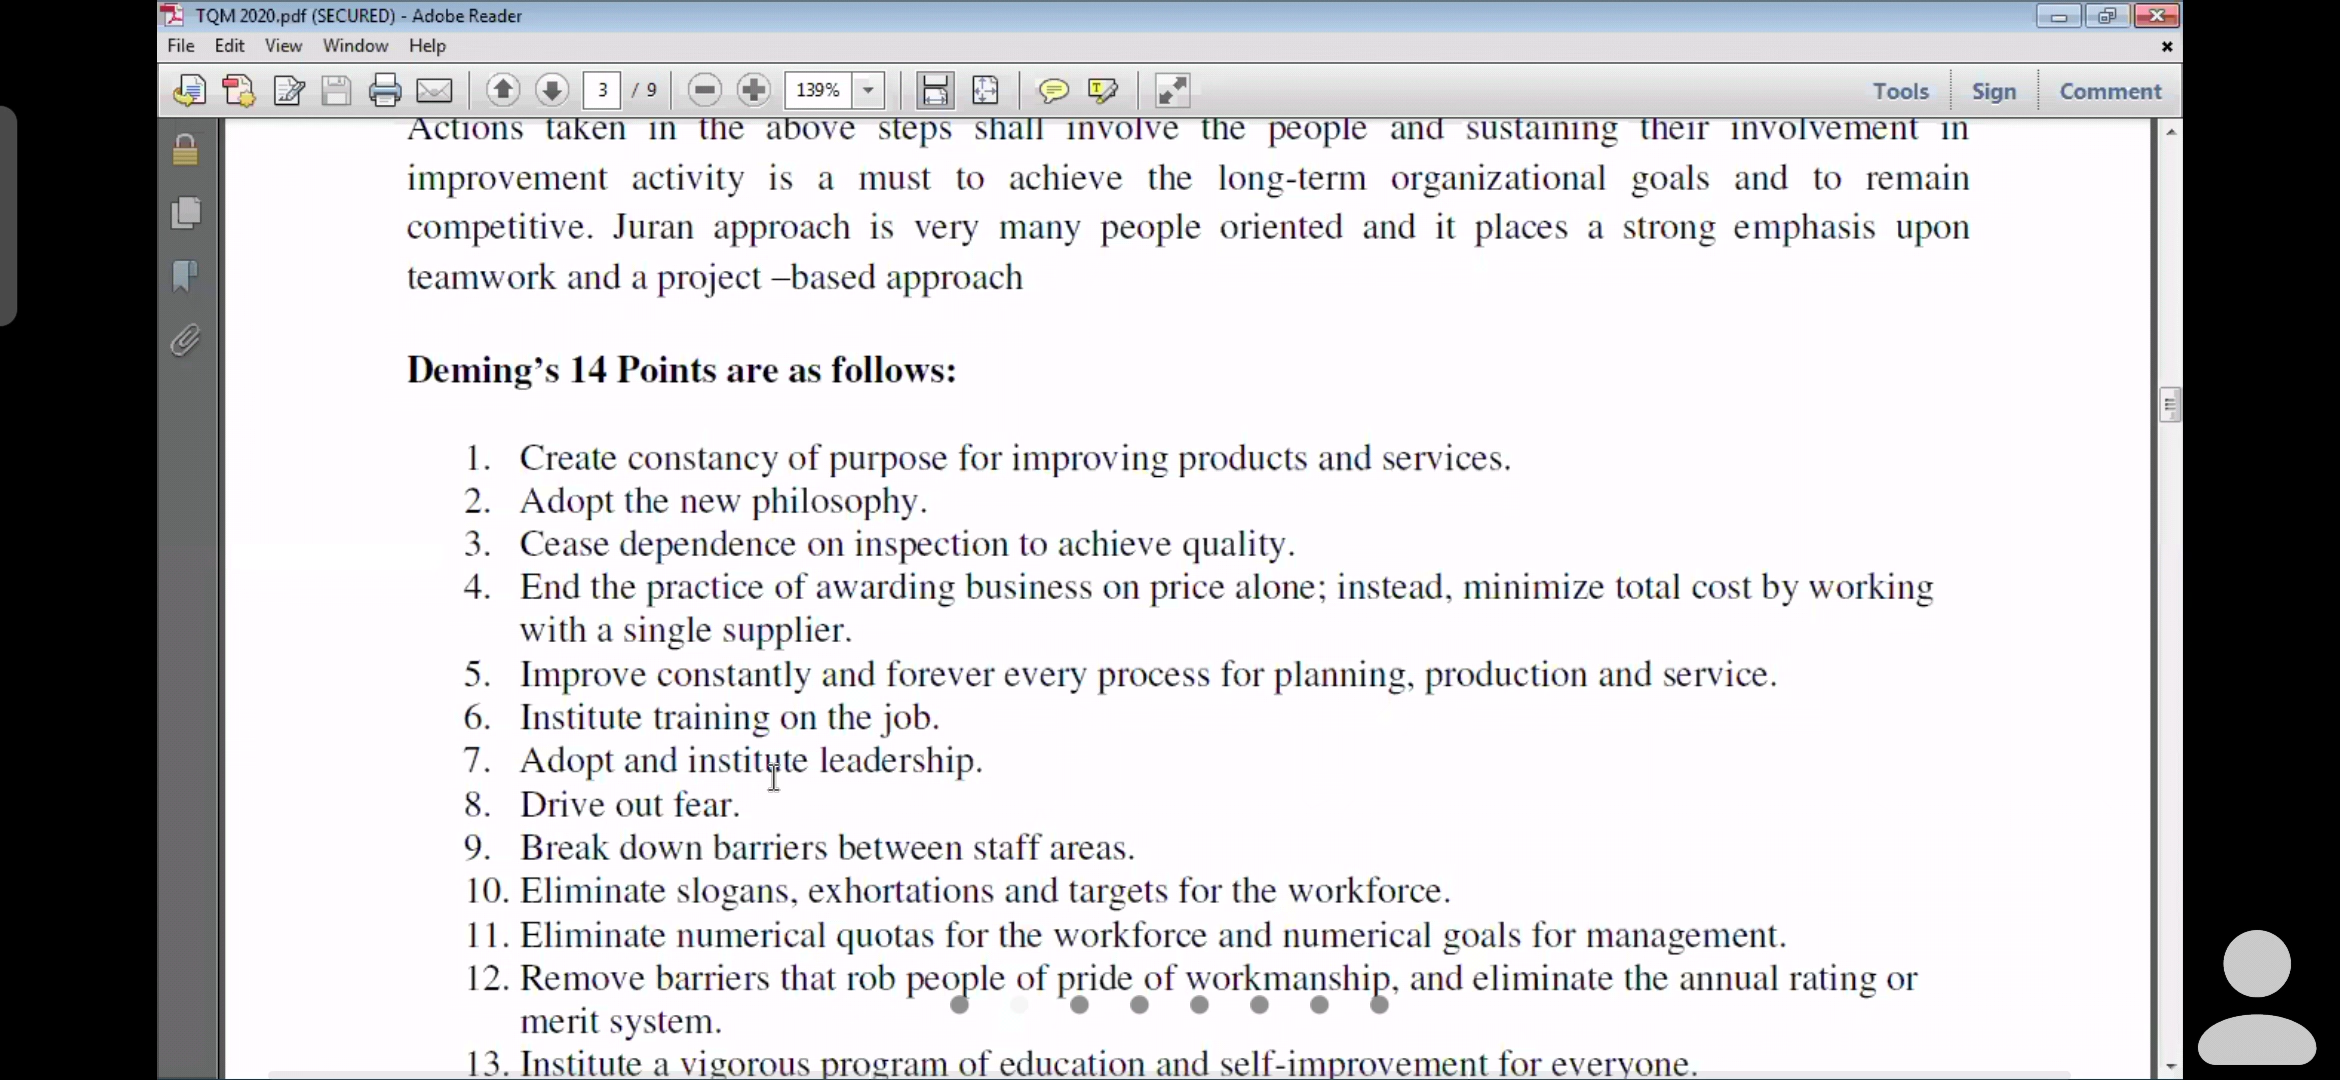 TQM 2020.pdf (SECURED) - Adobe Reader
File Edit View Window Help
3 / 9 139% Tools Sign Comment
Actions taken in the above steps shall involve the people and sustaining their involvement in
improvement activity is a must to achieve the long-term organizational goals and to remain
competitive. Juran approach is very many people oriented and it places a strong emphasis upon
teamwork and a project –based approach
Deming’s 14 Points are as follows:
1. Create constancy of purpose for improving products and services.
2. Adopt the new philosophy.
3. Cease dependence on inspection to achieve quality.
4. End the practice of awarding business on price alone; instead, minimize total cost by working
with a single supplier.
5. Improve constantly and forever every process for planning, production and service.
6. Institute training on the job.
7. Adopt and institute leadership.
8. Drive out fear.
9. Break down barriers between staff areas.
10. Eliminate slogans, exhortations and targets for the workforce.
11. Eliminate numerical quotas for the workforce and numerical goals for management.
12. Remove barriers that rob people of pride of workmanship, and eliminate the annual rating or
merit system.
13. Institute a vigorous program of education and self-improvement for everyone.